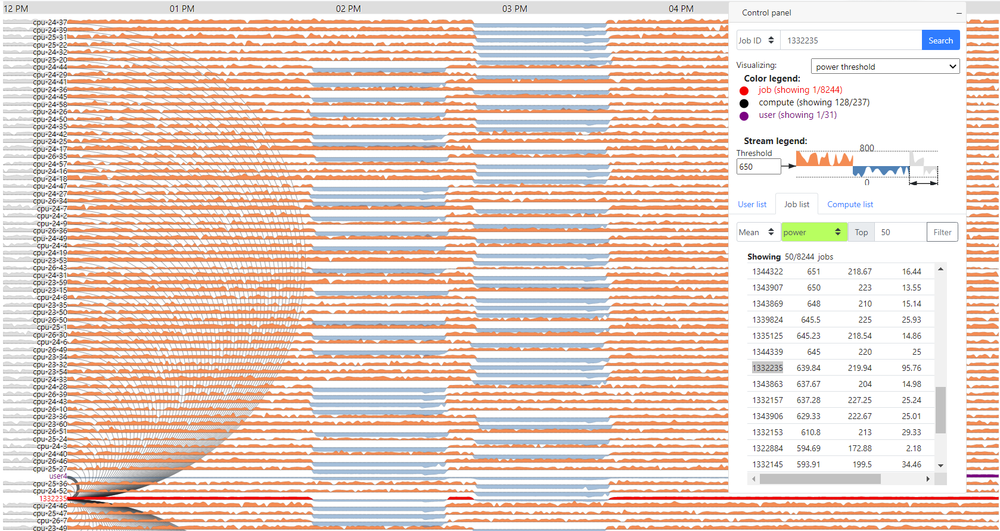 12 PM 01 PM 02 PM 03 PM 04 PM
cpu-24-37
cpu-24-39
cpu-25-31
cpu-25-22
cpu-24-32
cpu-25-20
cpu-24-44
cpu-24-29
cpu-24-41
cpu-24-36
cpu-24-45
cpu-24-58
cpu-24-26
cpu-24-50
cpu-24-35
cpu-24-42
cpu-24-25
cpu-24-17
cpu-26-35
cpu-24-57
cpu-24-16
cpu-24-18
cpu-24-47
cpu-24-27
cpu-26-34
cpu-24-7
cpu-24-2
cpu-24-9
cpu-26-36
cpu-24-49
cpu-24-4
cpu-24-19
cpu-23-53
cpu-26-43
cpu-24-31
cpu-23-59
cpu-23-15
cpu-24-8
cpu-23-35
cpu-23-50
cpu-26-50
cpu-25-1
cpu-26-30
cpu-24-6
cpu-26-49
cpu-23-34
cpu-23-32
cpu-23-54
cpu-24-33
cpu-24-28
cpu-26-39
cpu-24-43
cpu-26-10
cpu-23-36
cpu-23-60
cpu-26-51
cpu-25-24
cpu-24-3
cpu-24-40
cpu-26-46
cpu-25-27
user4
cpu-25-36
cpu-24-52
1332235
cpu-24-46
cpu-25-47
cpu-26-7
cpu-23-49
Control panel
Job ID 1332235 Search
Visualizing: power threshold
Color legend:
job (showing 1/8244)
compute (showing 128/237)
user (showing 1/31)
Stream legend:
800
Threshold
650
0
User list Job list Compute list
Mean power Top 50 Filter
Showing 50/8244 jobs
1344322 651 218.67 16.44
1343907 650 223 13.55
1343869 648 210 15.14
1339824 645.5 225 25.93
1335125 645.23 218.54 14.86
1344339 645 220 25
1332235 639.84 219.94 95.76
1343863 637.67 204 14.98
1332157 637.28 227.25 25.24
1343906 629.33 222.67 25.01
1332153 610.8 213 29.33
1322884 594.69 172.88 2.18
1332145 593.91 199.5 34.46